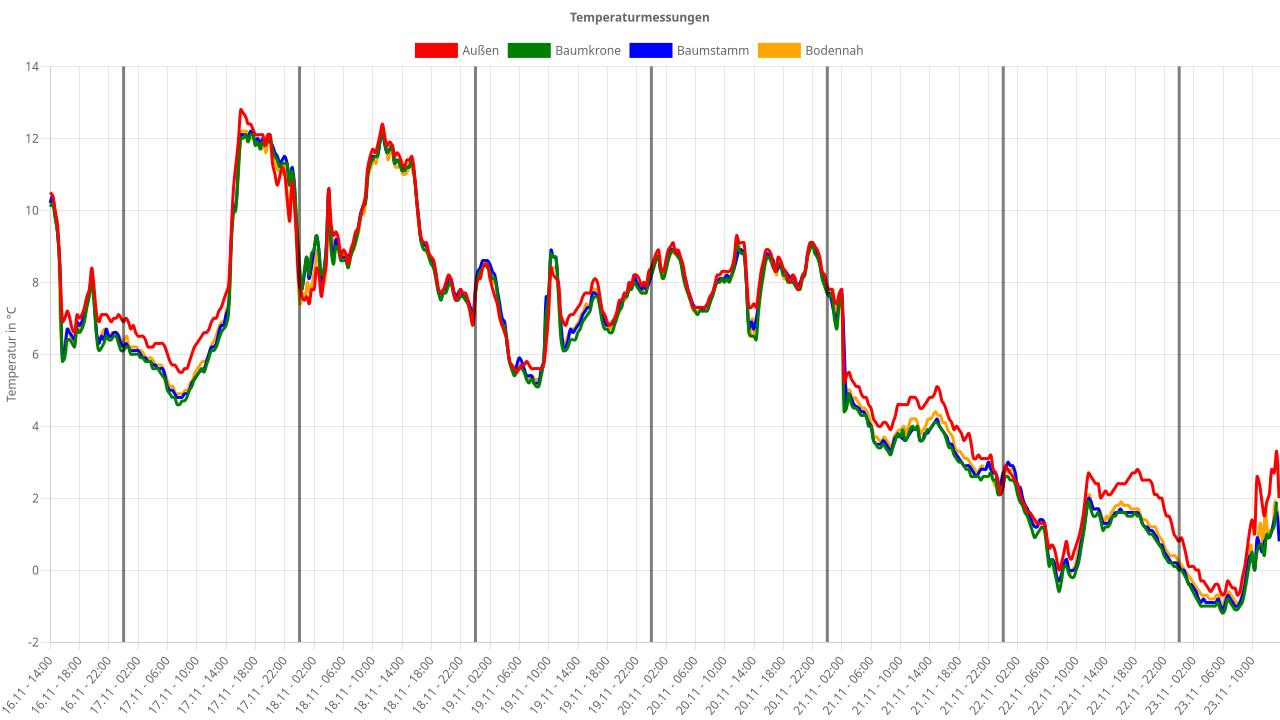 Temperaturmessungen
Außen Baumkrone Baumstamm Bodennah
Temperatur in °C
14
12
10
8
6
4
2
0
-2
16.11 - 14:00
16.11 - 18:00
16.11 - 22:00
17.11 - 02:00
17.11 - 06:00
17.11 - 10:00
17.11 - 14:00
17.11 - 18:00
17.11 - 22:00
18.11 - 02:00
18.11 - 06:00
18.11 - 10:00
18.11 - 14:00
18.11 - 18:00
18.11 - 22:00
19.11 - 02:00
19.11 - 06:00
19.11 - 10:00
19.11 - 14:00
19.11 - 18:00
19.11 - 22:00
20.11 - 02:00
20.11 - 06:00
20.11 - 10:00
20.11 - 14:00
20.11 - 18:00
20.11 - 22:00
21.11 - 02:00
21.11 - 06:00
21.11 - 10:00
21.11 - 14:00
21.11 - 18:00
21.11 - 22:00
22.11 - 02:00
22.11 - 06:00
22.11 - 10:00
22.11 - 14:00
22.11 - 18:00
22.11 - 22:00
23.11 - 02:00
23.11 - 06:00
23.11 - 10:00